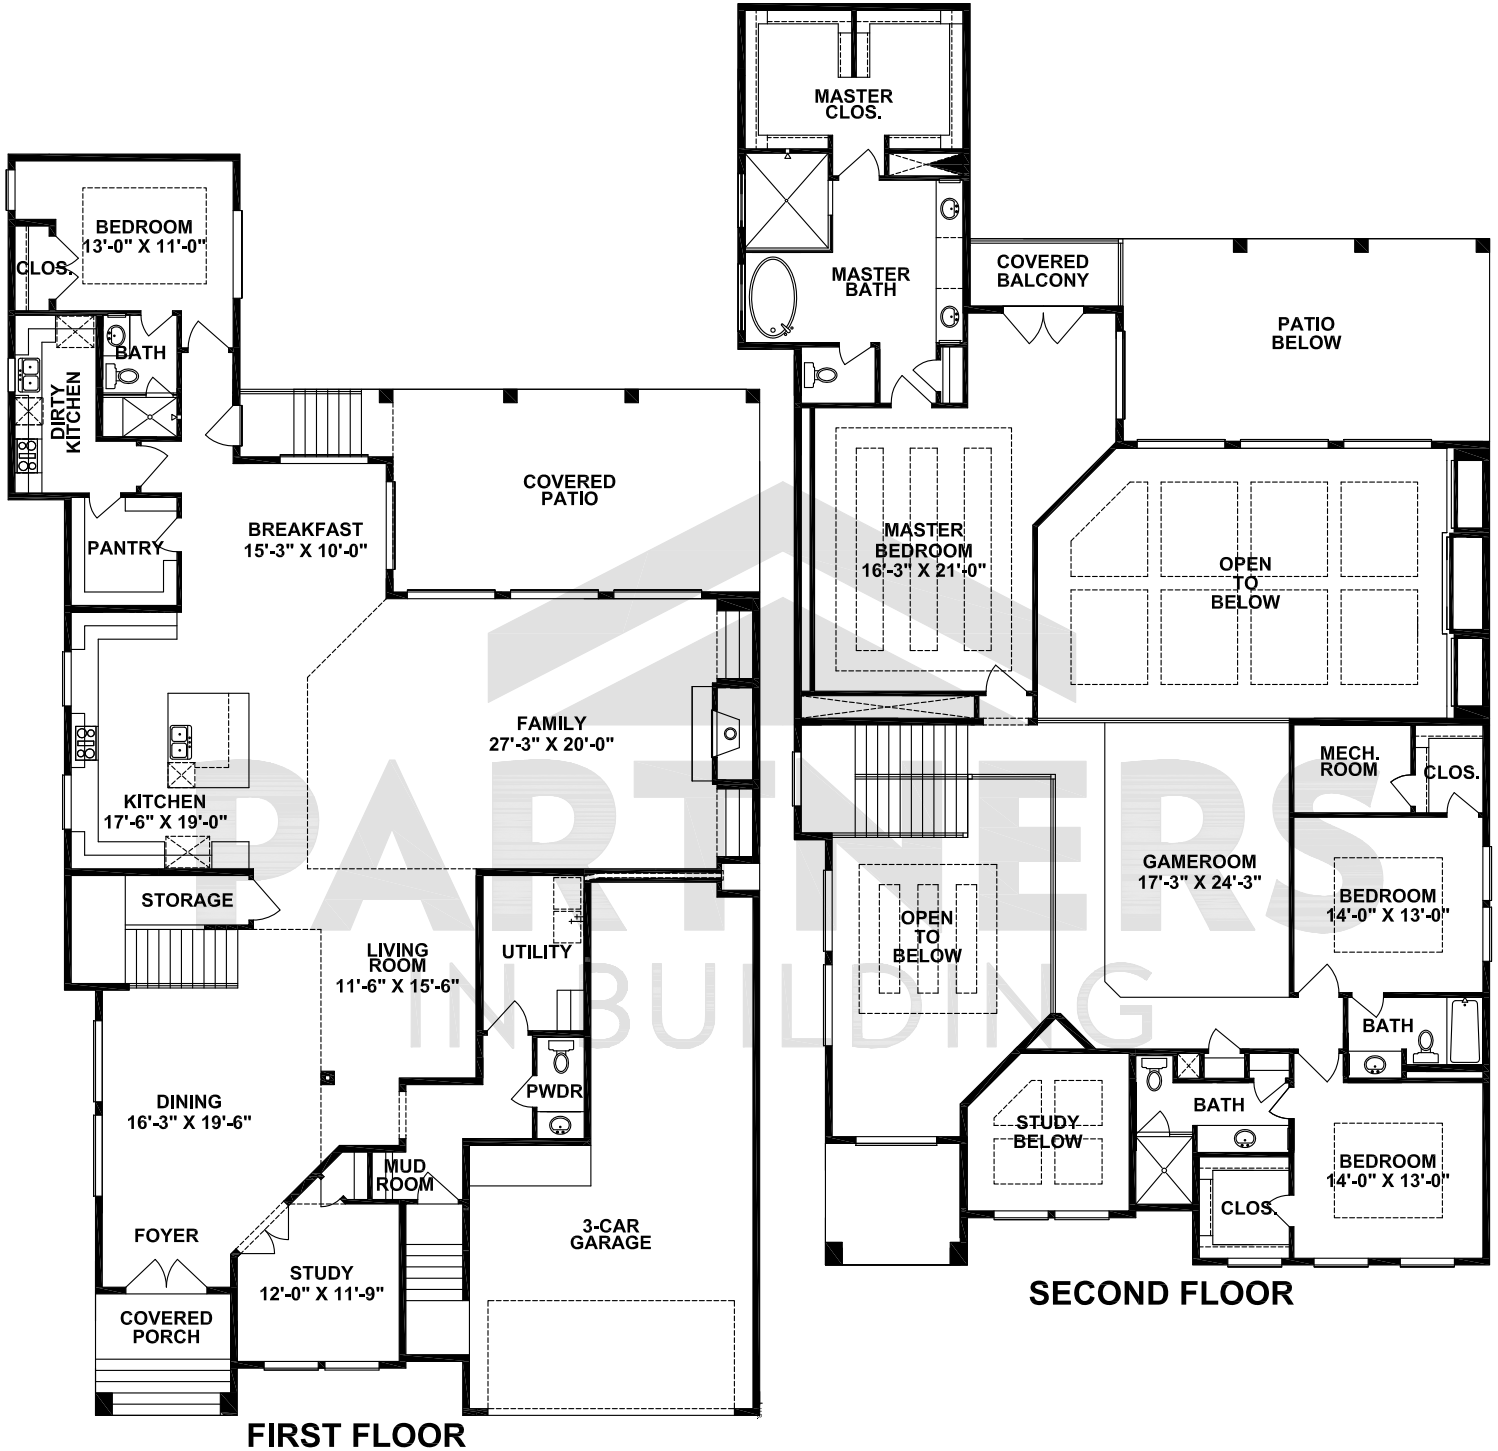 MASTER
CLOS.
MASTER
BATH
COVERED
BALCONY
PATIO
BELOW
MASTER
BEDROOM
16'-3" X 21'-0"
OPEN
TO
BELOW
MECH.
ROOM
CLOS.
GAMEROOM
17'-3" X 24'-3"
BEDROOM
14'-0" X 13'-0"
OPEN
TO
BELOW
BATH
STUDY
BELOW
BATH
BEDROOM
14'-0" X 13'-0"
CLOS.
SECOND FLOOR
BEDROOM
13'-0" X 11'-0"
CLOS.
BATH
DIRTY
KITCHEN
COVERED
PATIO
BREAKFAST
15'-3" X 10'-0"
PANTRY
FAMILY
27'-3" X 20'-0"
KITCHEN
17'-6" X 19'-0"
STORAGE
LIVING
ROOM
11'-6" X 15'-6"
UTILITY
PWDR
DINING
16'-3" X 19'-6"
MUD
ROOM
FOYER
3-CAR
GARAGE
STUDY
12'-0" X 11'-9"
COVERED
PORCH
FIRST FLOOR
PARTNERS
IN BUILDING